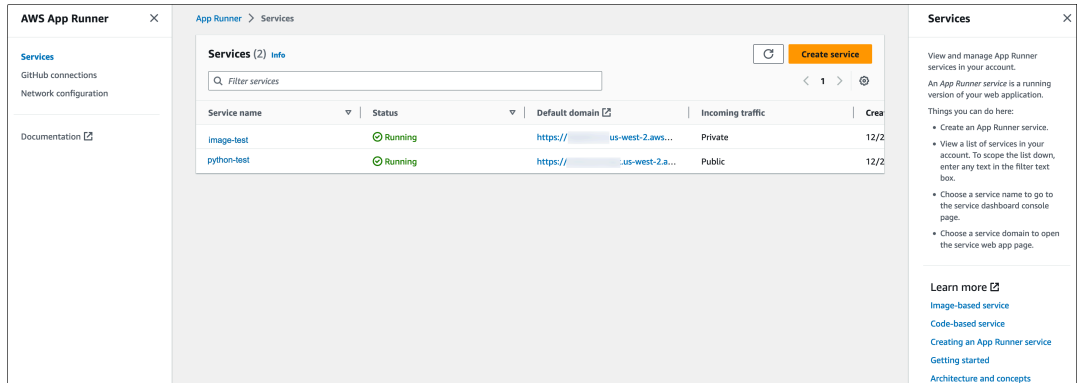 AWS App Runner
Services
GitHub connections
Network configuration
Documentation
App Runner > Services
Services (2) Info
Create service
Filter services
1
Service name Status Default domain Incoming traffic Crea
image-test Running https:// us-west-2.aws... Private 12/2
python-test Running https:// .us-west-2.a... Public 12/2
Services
View and manage App Runner
services in your account.
An App Runner service is a running
version of your web application.
Things you can do here:
• Create an App Runner service.
• View a list of services in your
account. To scope the list down,
enter any text in the filter text
box.
• Choose a service name to go to
the service dashboard console
page.
• Choose a service domain to open
the service web app page.
Learn more
Image-based service
Code-based service
Creating an App Runner service
Getting started
Architecture and concepts